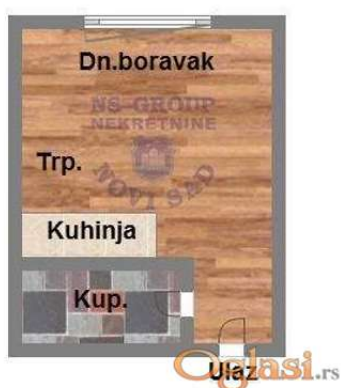 Dn.boravak
NS-GROUP
NEKRETNINE
Trp.
NOVI SAD
Kuhinja
Kup.
Ulaz
Oglasi.rs